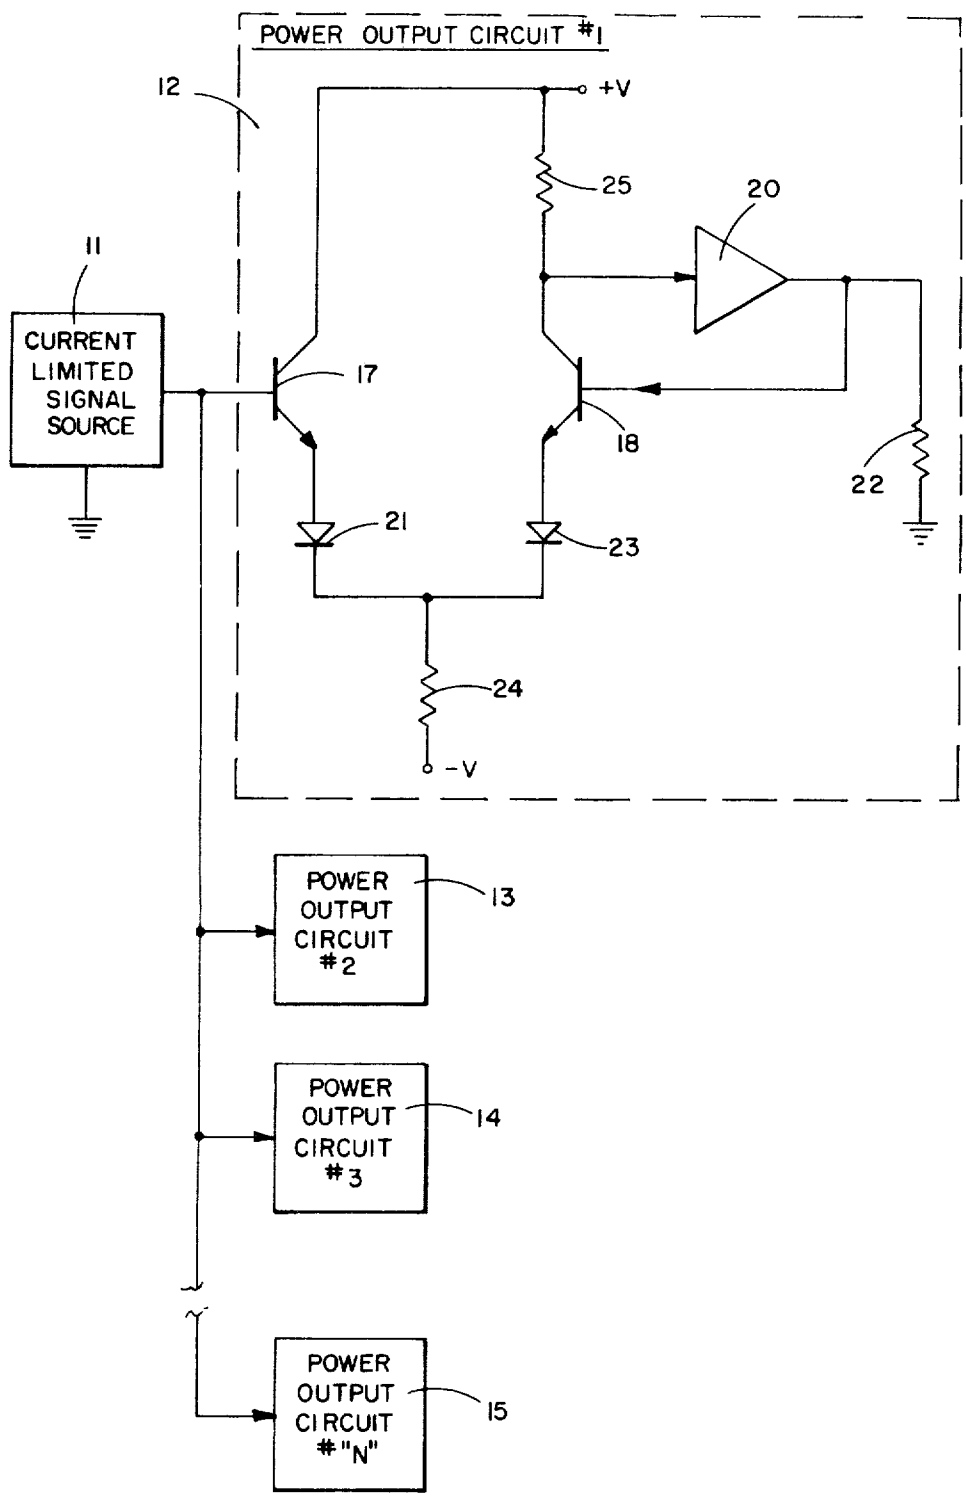 POWER OUTPUT CIRCUIT #1
12
+V
25
20
11
CURRENT
LIMITED
SIGNAL
SOURCE
17
18
22
21
23
24
-V
POWER
OUTPUT
CIRCUIT
#2
13
POWER
OUTPUT
CIRCUIT
#3
14
POWER
OUTPUT
CIRCUIT
#"N"
15